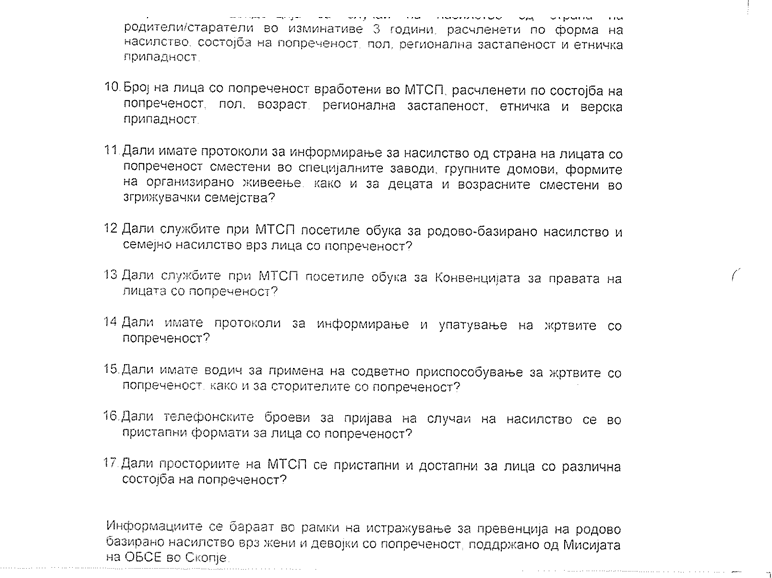 случаи на насилство од страна на
родители/старатели во изминативе 3 години, расчленети по форма на
насилство, состојба на попреченост, пол, регионална застапеност и етничка
припадност.
10. Број на лица со попреченост вработени во МТСП, расчленети по состојба на
попреченост, пол, возраст, регионална застапеност, етничка и верска
припадност.
11. Дали имате протоколи за информирање за насилство од страна на лицата со
попреченост сместени во специјалните заводи, групните домови, формите
на организирано живеење, како и за децата и возрасните сместени во
згрижувачки семејства?
12 Дали службите при МТСП посетиле обука за родово-базирано насилство и
семејно насилство врз лица со попреченост?
13 Дали службите при МТСП посетиле обука за Конвенцијата за правата на
лицата со попреченост?
14 Дали имате протоколи за информирање и упатување на жртвите со
попреченост?
15. Дали имате водич за примена на содветно приспособување за жртвите со
попреченост, како и за сторителите со попреченост?
16. Дали телефонските броеви за пријава на случаи на насилство се во
пристапни формати за лица со попреченост?
17. Дали просториите на МТСП се пристапни и достапни за лица со различна
состојба на попреченост?
Информациите се бараат во рамки на истражување за превенција на родово
базирано насилство врз жени и девојки со попреченост, поддржано од Мисијата
на ОБСЕ во Скопје.